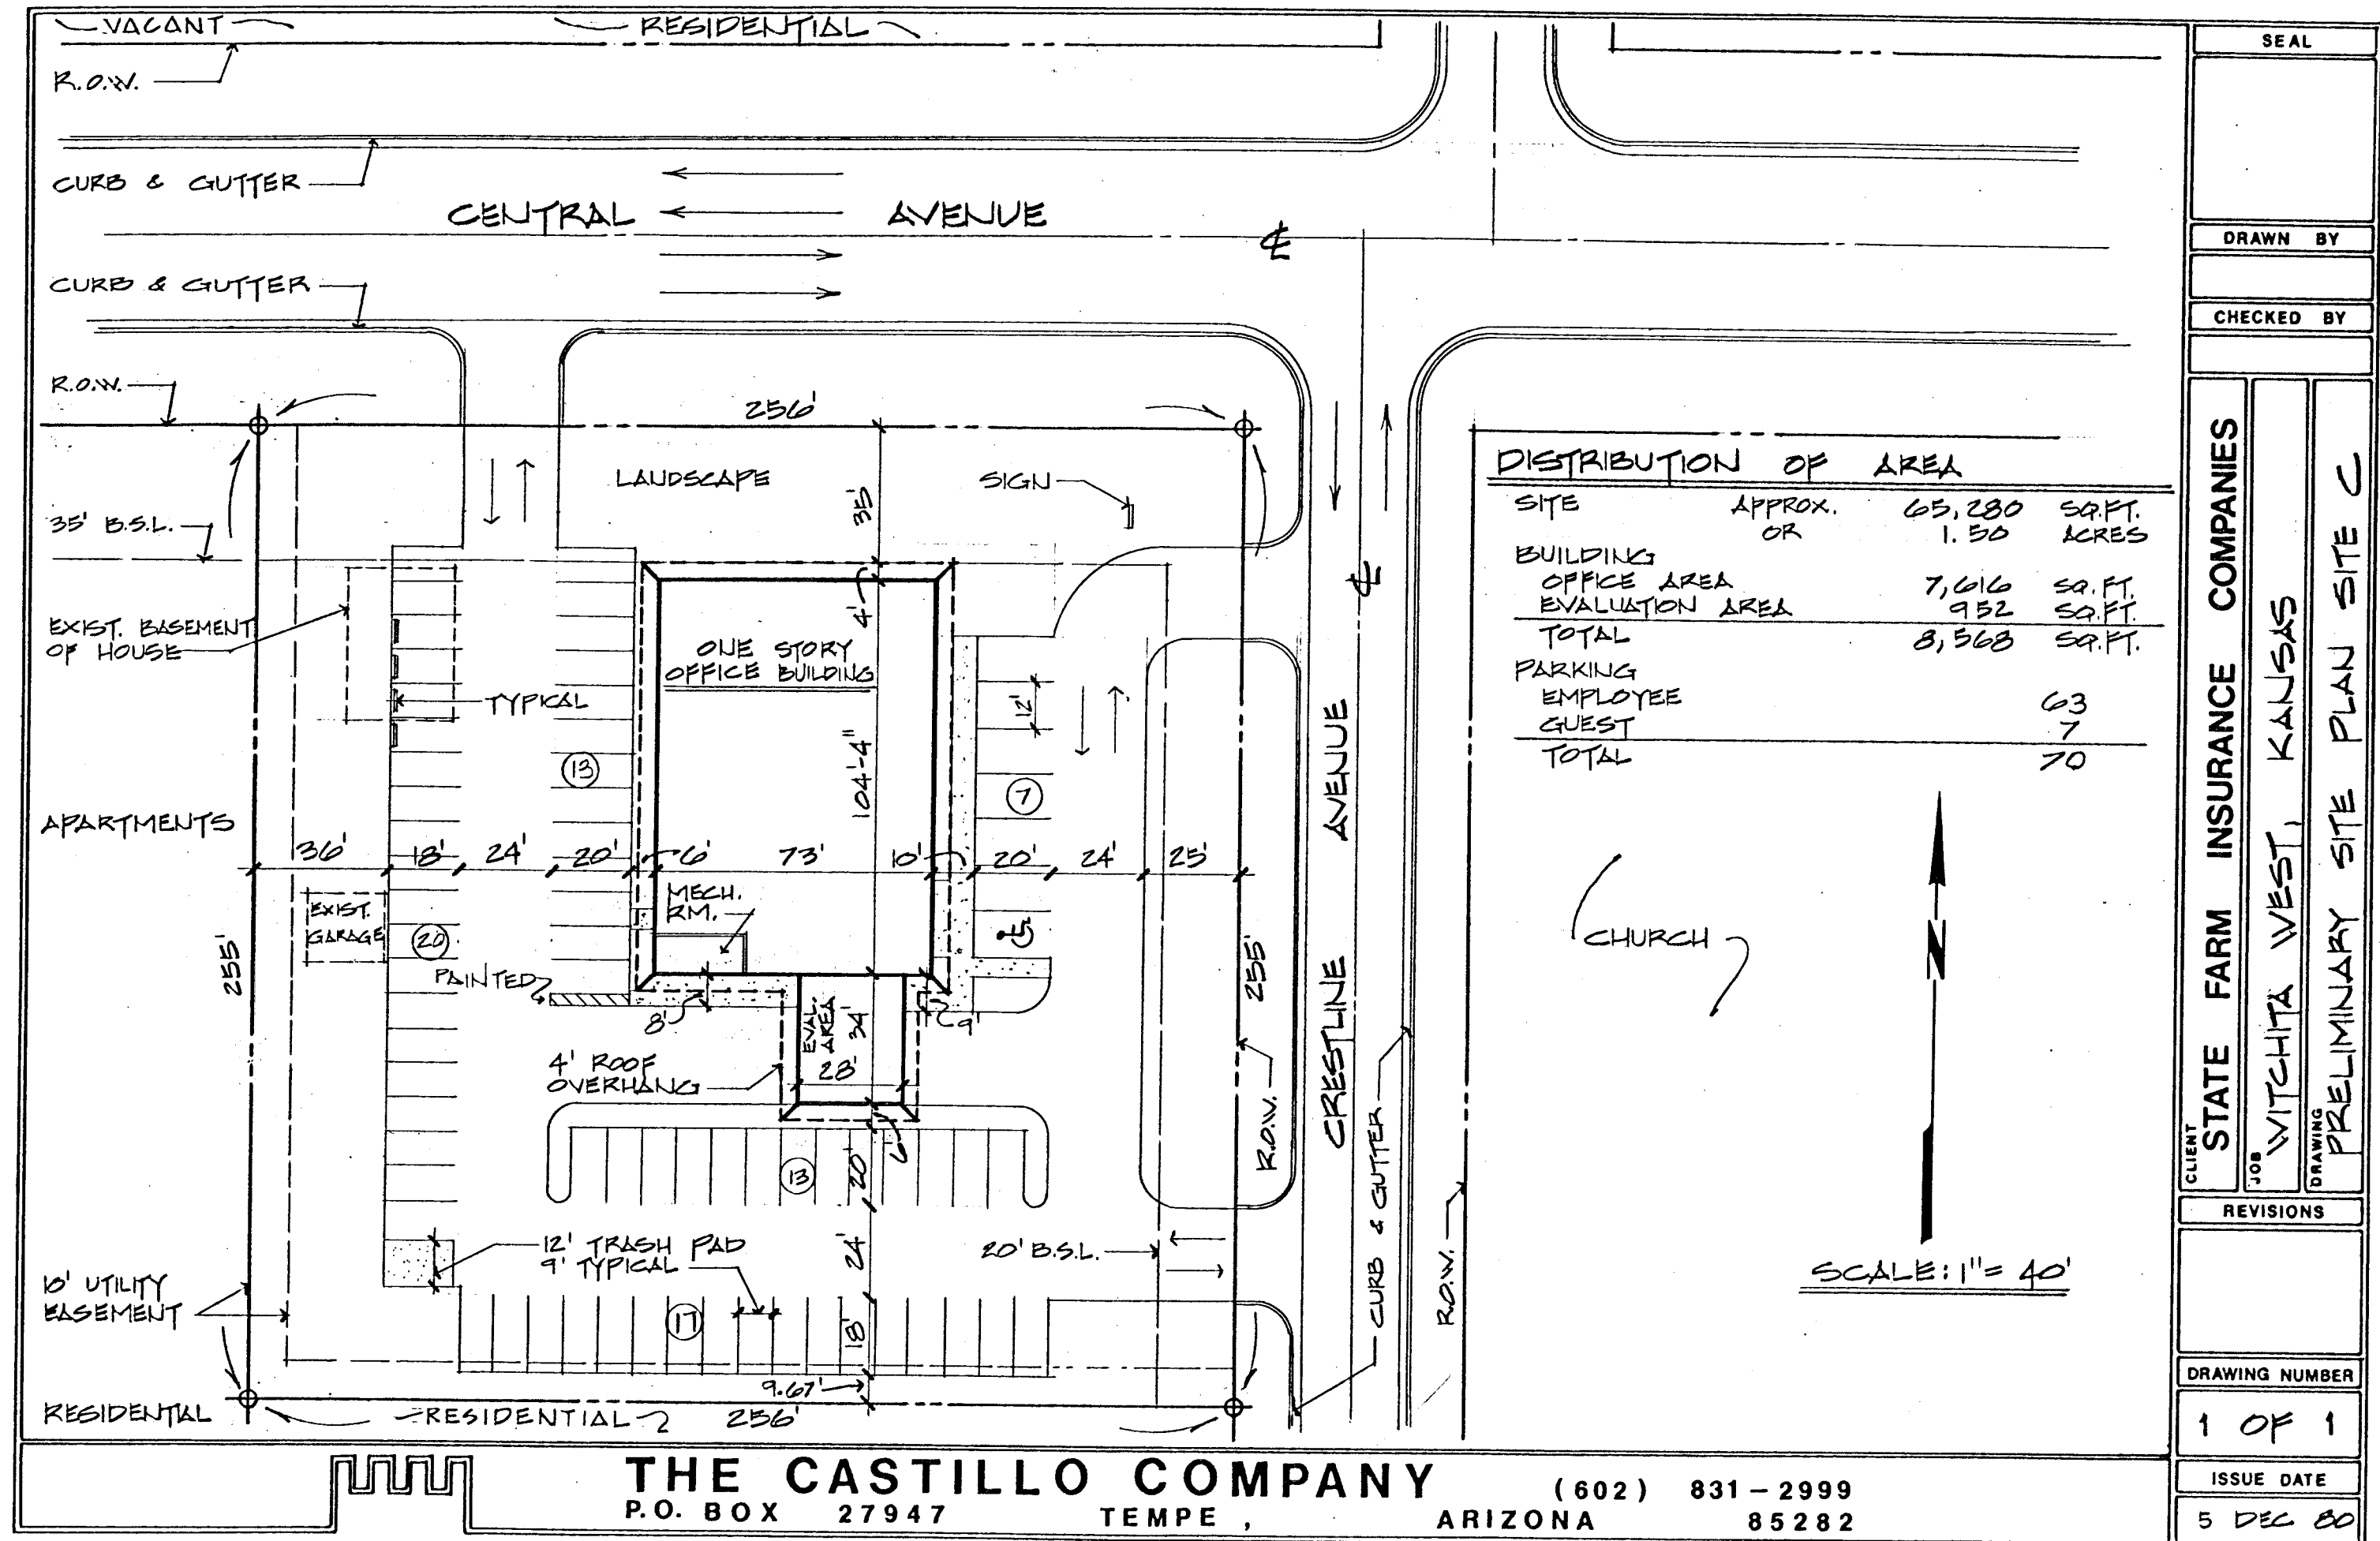 VACANT
RESIDENTIAL
R.O.W.
CURB & GUTTER
CENTRAL AVENUE
℄
CURB & GUTTER
R.O.W.
256'
35' B.S.L.
LANDSCAPE
35'
SIGN
℄
EXIST. BASEMENT
OF HOUSE
TYPICAL
4'
ONE STORY
OFFICE BUILDING
12'
13
104'-4"
7
APARTMENTS
36' 18' 24' 20' 6' 73' 10' 20' 24' 25'
EXIST.
GARAGE
20
MECH.
RM.
255'
PAINTED
8'
EVAL.
AREA
34'
28'
9'
4' ROOF
OVERHANG
6'
255'
R.O.W.
CRESTLINE AVENUE
CURB & GUTTER
R.O.W.
13
20'
12' TRASH PAD
9' TYPICAL
24'
20' B.S.L.
10' UTILITY
EASEMENT
17
18'
9.67'
RESIDENTAL
RESIDENTIAL
256'
DISTRIBUTION OF AREA
SITE APPROX. 65,280 SQ.FT.
OR 1.50 ACRES
BUILDING
OFFICE AREA 7,616 SQ.FT.
EVALUATION AREA 952 SQ.FT.
TOTAL 8,568 SQ.FT.
PARKING
EMPLOYEE 63
GUEST 7
TOTAL 70
CHURCH
N
SCALE: 1" = 40'
SEAL
DRAWN BY
CHECKED BY
CLIENT
STATE FARM INSURANCE COMPANIES
JOB
WITCHITA WEST, KANSAS
DRAWING
PRELIMINARY SITE PLAN SITE C
REVISIONS
DRAWING NUMBER
1 OF 1
ISSUE DATE
5 DEC 80
THE CASTILLO COMPANY (602) 831-2999
P.O. BOX 27947 TEMPE, ARIZONA 85282